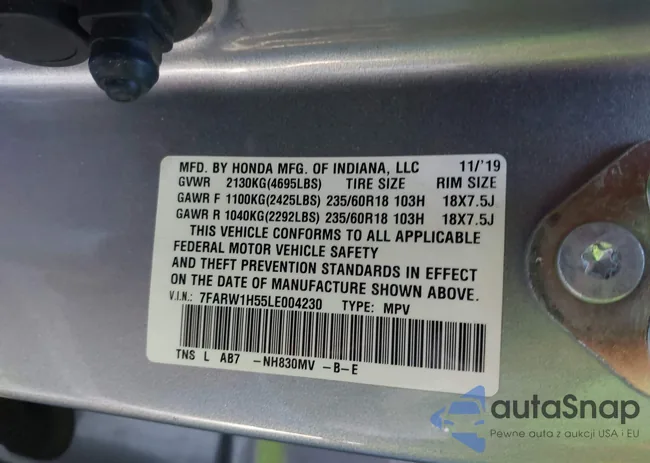 MFD. BY HONDA MFG. OF INDIANA, LLC 11/'19
GVWR 2130KG(4695LBS) TIRE SIZE RIM SIZE
GAWR F 1100KG(2425LBS) 235/60R18 103H 18X7.5J
GAWR R 1040KG(2292LBS) 235/60R18 103H 18X7.5J
THIS VEHICLE CONFORMS TO ALL APPLICABLE
FEDERAL MOTOR VEHICLE SAFETY
AND THEFT PREVENTION STANDARDS IN EFFECT
ON THE DATE OF MANUFACTURE SHOWN ABOVE.
V.I.N.: 7FARW1H55LE004230 TYPE: MPV
TNS L AB7 -NH830MV -B-E
autaSnap
Pewne auta z aukcji USA i EU